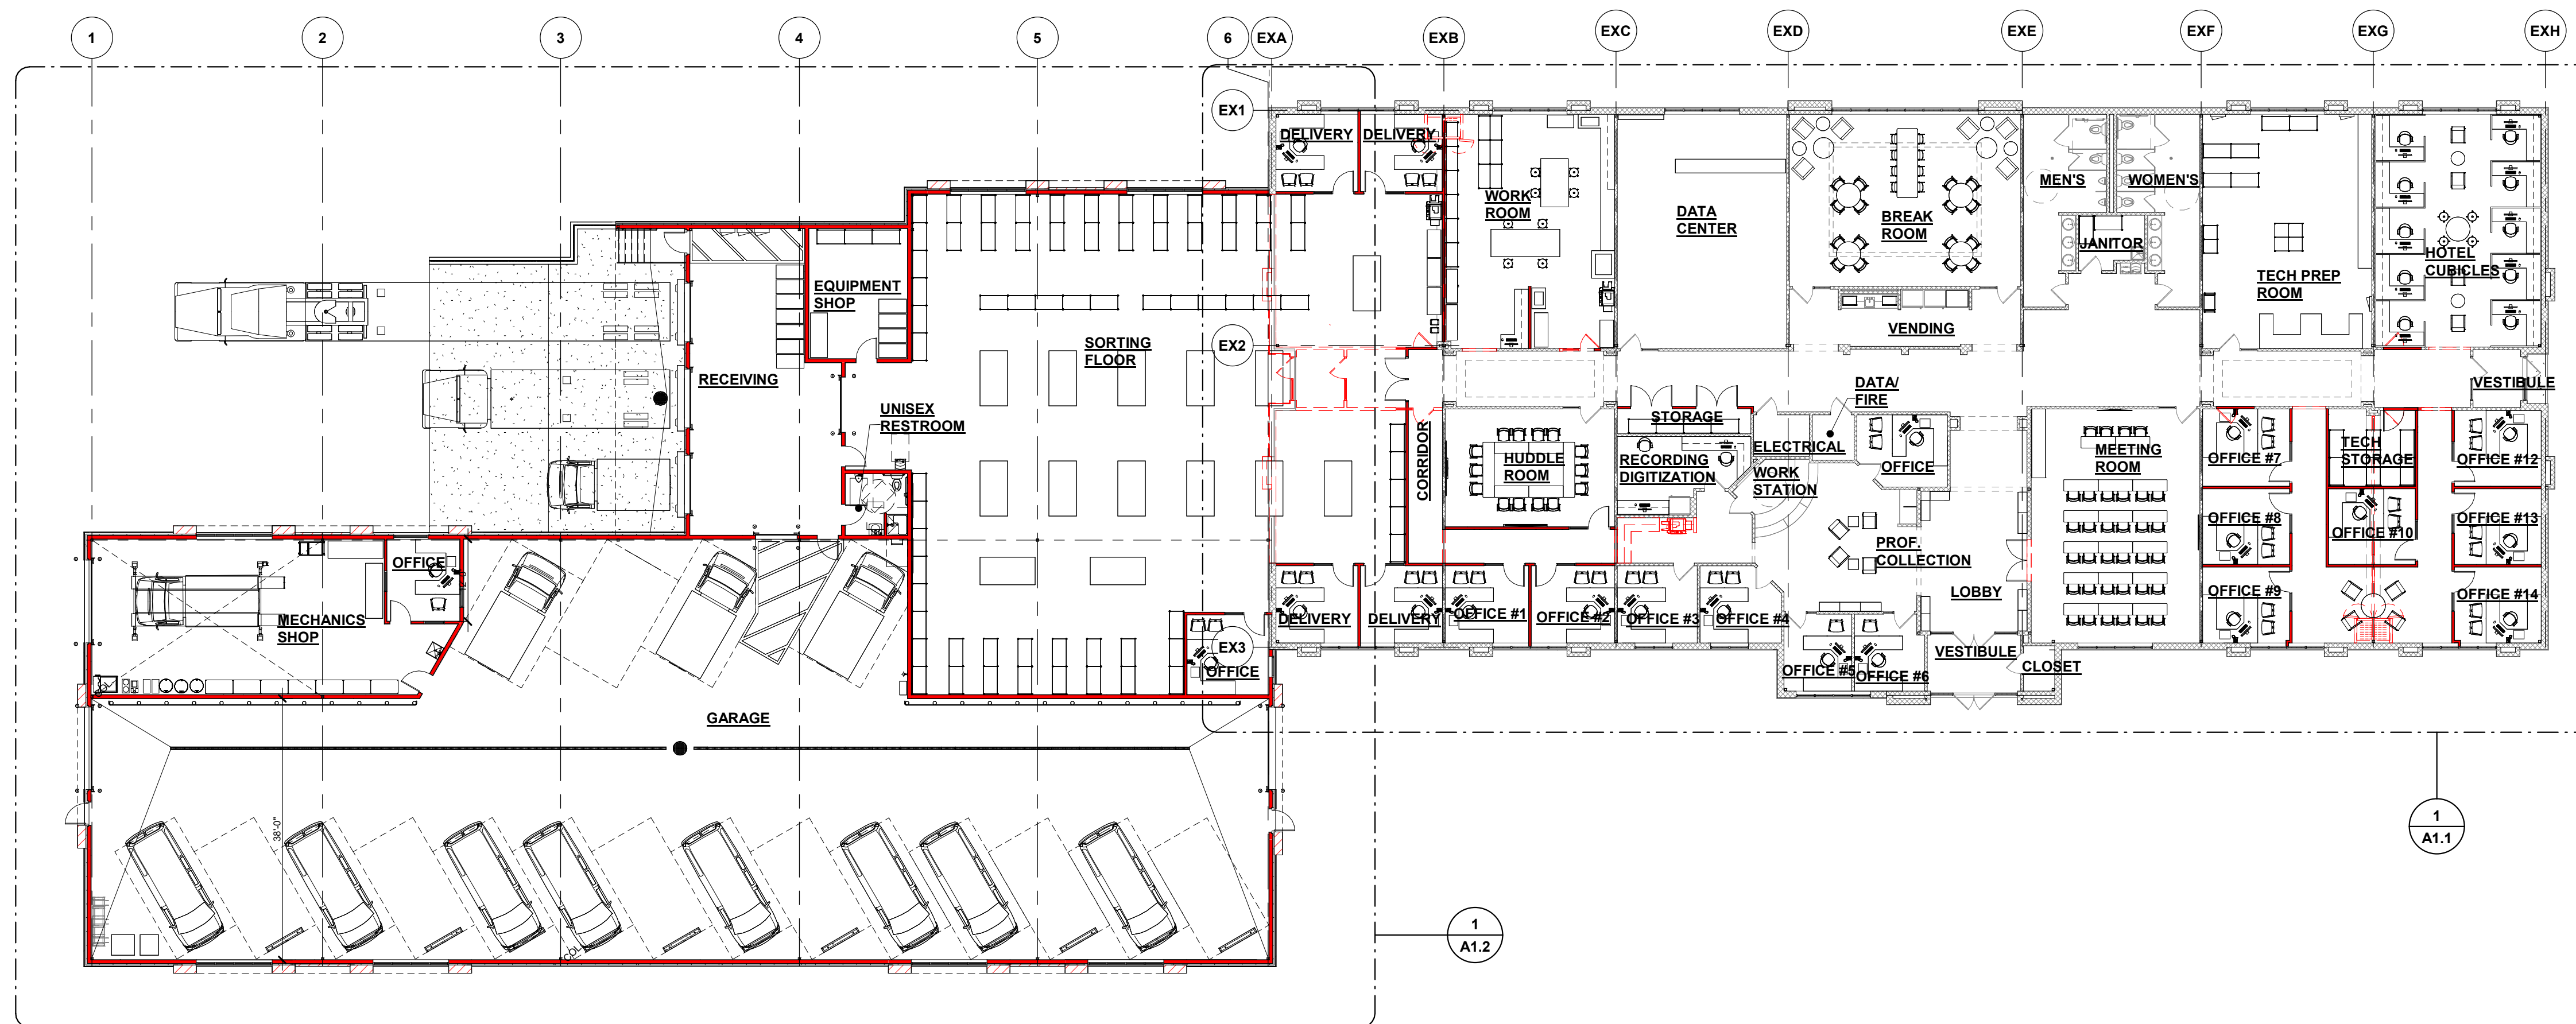 1
2
3
4
5
6
EXA
EXB
EXC
EXD
EXE
EXF
EXG
EXH
EX1
DELIVERY
DELIVERY
WORK
ROOM
DATA
CENTER
BREAK
ROOM
MEN'S
WOMEN'S
JANITOR
TECH PREP
ROOM
HOTEL
CUBICLES
EQUIPMENT
SHOP
SORTING
FLOOR
EX2
VENDING
RECEIVING
UNISEX
RESTROOM
DATA/
FIRE
VESTIBULE
CORRIDOR
STORAGE
HUDDLE
ROOM
RECORDING
DIGITIZATION
ELECTRICAL
WORK
STATION
OFFICE
MEETING
ROOM
OFFICE #7
TECH
STORAGE
OFFICE #12
OFFICE #8
OFFICE #10
OFFICE #13
PROF.
COLLECTION
OFFICE
MECHANICS
SHOP
LOBBY
OFFICE #9
OFFICE #14
DELIVERY
DELIVERY
OFFICE #1
OFFICE #2
OFFICE #3
OFFICE #4
EX3
OFFICE
OFFICE #5
OFFICE #6
VESTIBULE
CLOSET
GARAGE
38'-0"
COL
1
A1.1
1
A1.2